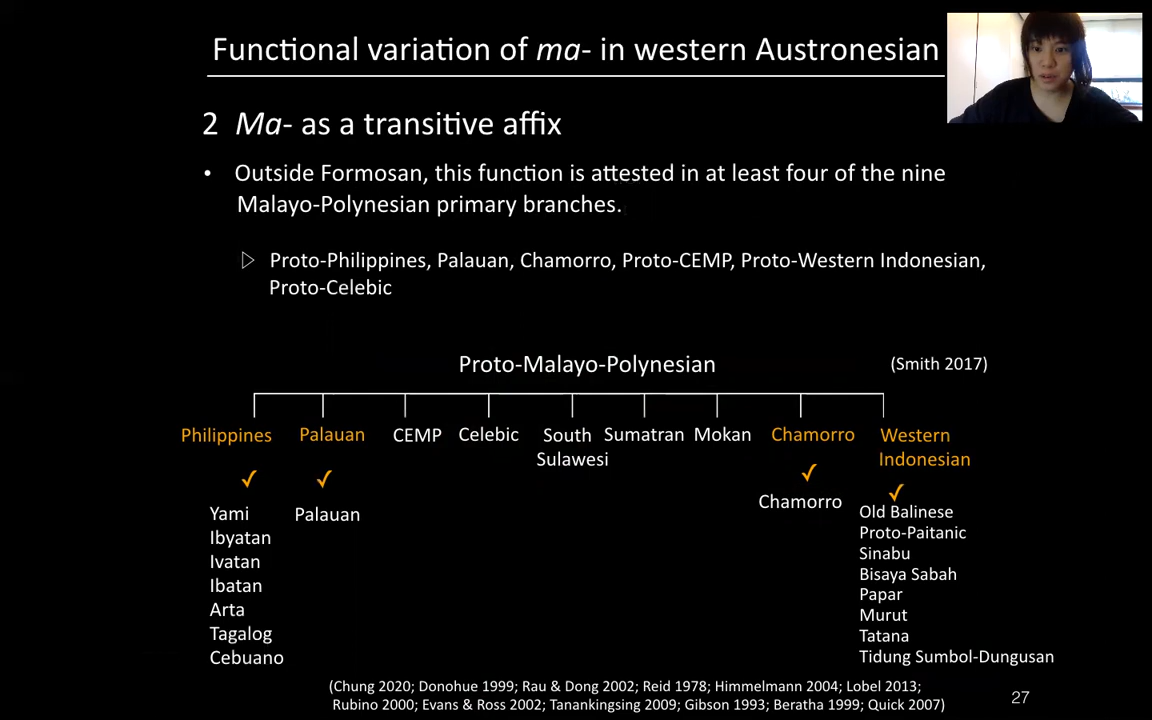 Functional variation of ma- in western Austronesian
2 Ma- as a transitive affix
• Outside Formosan, this function is attested in at least four of the nine
Malayo-Polynesian primary branches.
▷ Proto-Philippines, Palauan, Chamorro, Proto-CEMP, Proto-Western Indonesian,
Proto-Celebic
Proto-Malayo-Polynesian (Smith 2017)
Philippines Palauan CEMP Celebic South Sumatran Mokan Chamorro Western
Sulawesi Indonesian
✓ ✓ ✓ ✓
Yami
Ibyatan
Ivatan
Ibatan
Arta
Tagalog
Cebuano
Palauan
Chamorro
Old Balinese
Proto-Paitanic
Sinabu
Bisaya Sabah
Papar
Murut
Tatana
Tidung Sumbol-Dungusan
(Chung 2020; Donohue 1999; Rau & Dong 2002; Reid 1978; Himmelmann 2004; Lobel 2013;
Rubino 2000; Evans & Ross 2002; Tanankingsing 2009; Gibson 1993; Beratha 1999; Quick 2007)
27